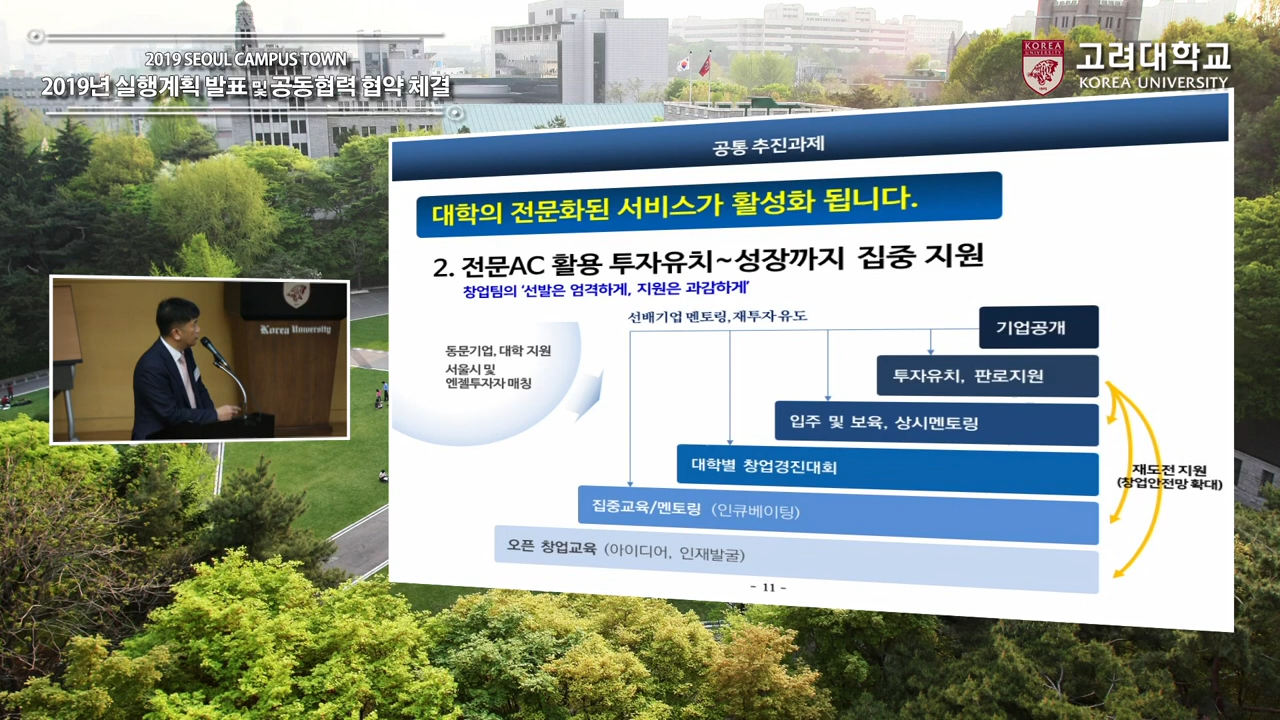 2019 SEOUL CAMPUS TOWN
2019년 실행계획 발표 및 공동협력 협약 체결
KOREA
UNIVERSITY
고려대학교
KOREA UNIVERSITY
공통 추진과제
대학의 전문화된 서비스가 활성화 됩니다.
2. 전문AC 활용 투자유치~성장까지 집중 지원
창업팀의 '선발은 엄격하게, 지원은 과감하게'
선배기업 멘토링, 재투자 유도
기업공개
동문기업, 대학 지원
서울시 및
엔젤투자자 매칭
투자유치, 판로지원
입주 및 보육, 상시멘토링
대학별 창업경진대회
재도전 지원
(창업안전망 확대)
집중교육/멘토링 (인큐베이팅)
오픈 창업교육 (아이디어, 인재발굴)
- 11 -
Korea University